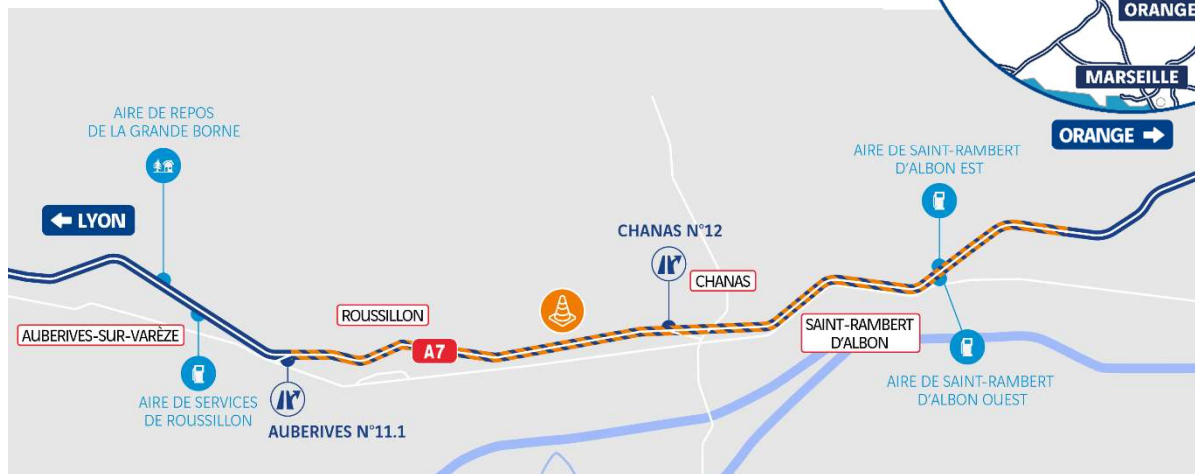 ORANGE
MARSEILLE
ORANGE
AIRE DE REPOS
DE LA GRANDE BORNE
LYON
AIRE DE SAINT-RAMBERT
D'ALBON EST
CHANAS N°12
CHANAS
ROUSSILLON
AUBERIVES-SUR-VARÈZE
A7
SAINT-RAMBERT
D'ALBON
AIRE DE SERVICES
DE ROUSSILLON
AUBERIVES N°11.1
AIRE DE SAINT-RAMBERT
D'ALBON OUEST